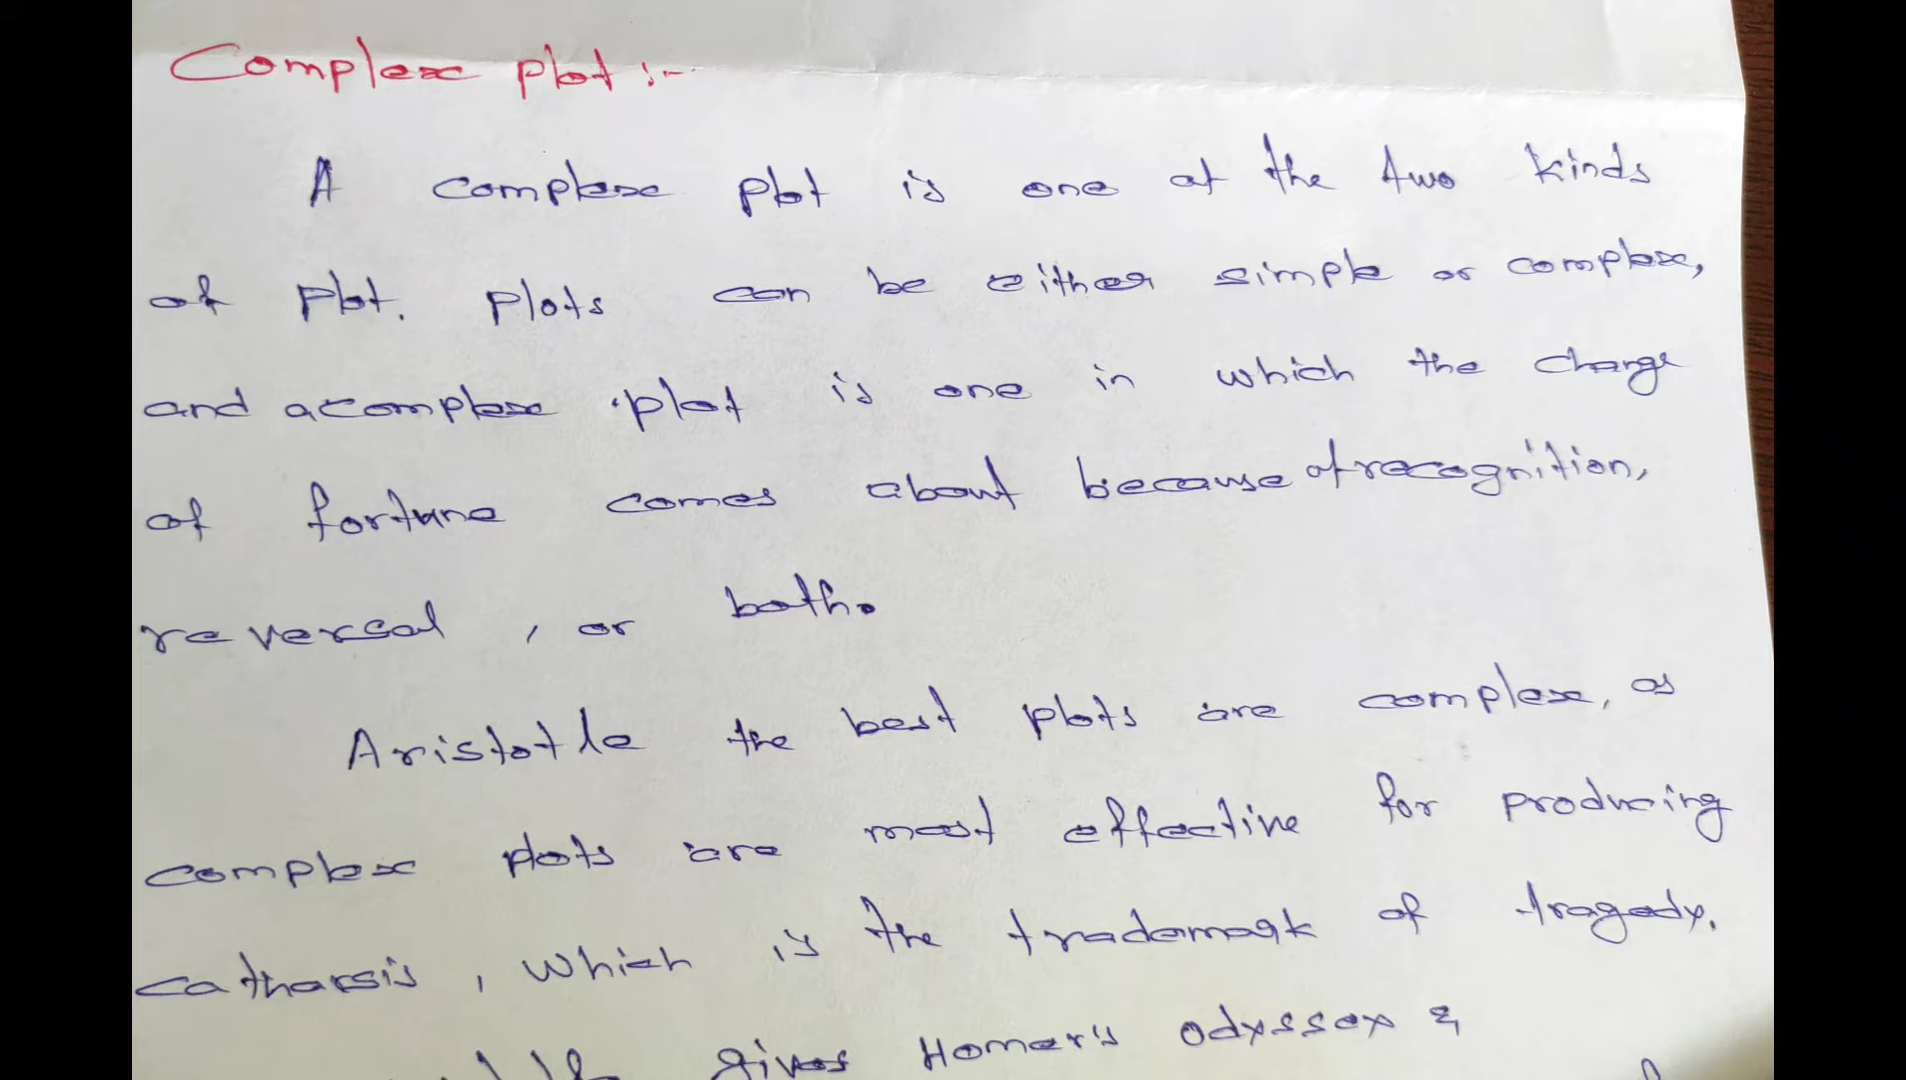 Complex plot :-
A complex plot is one of the two kinds
of plot. plots can be either simple or complex,
and a complex plot is one in which the change
of fortune comes about because of recognition,
reversal , or both.
Aristotle the best plots are complex, as
complex plots are most effective for producing
catharsis , which is the trademark of tragedy.
gives Homer's odyssey &